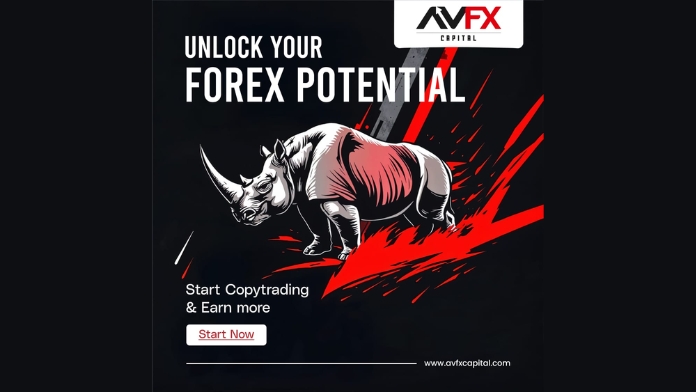 AVFX
CAPITAL
UNLOCK YOUR
FOREX POTENTIAL
Start Copytrading
& Earn more
Start Now
www.avfxcapital.com